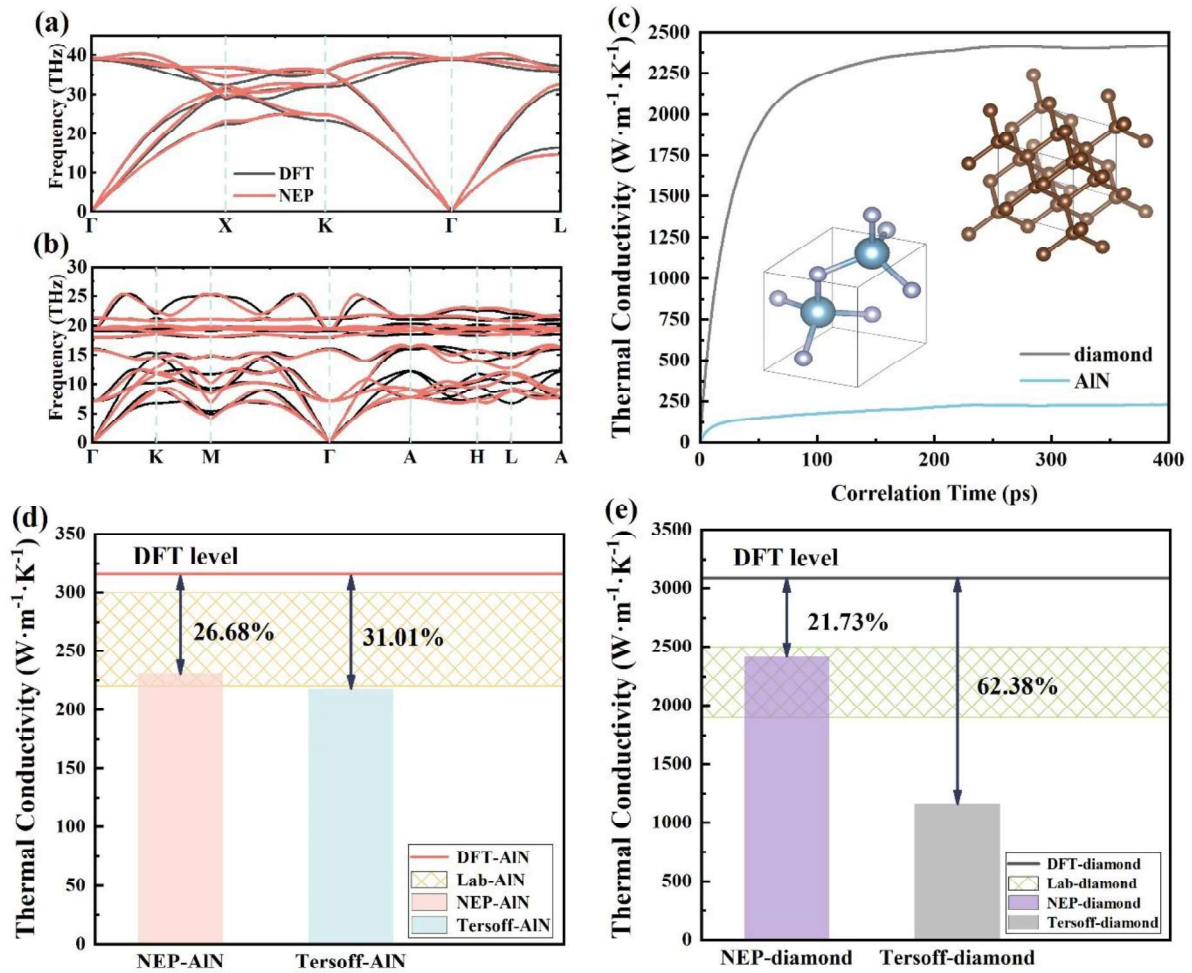 (a)
Frequency (THz)
40
30
20
10
0
DFT
NEP
Γ X K Γ L
(b)
Frequency (THz)
30
25
20
15
10
5
0
Γ K M Γ A H L A
(c)
Thermal Conductivity (W·m⁻¹·K⁻¹)
2500
2250
2000
1750
1500
1250
1000
750
500
250
0
diamond
AlN
0 100 200 300 400
Correlation Time (ps)
(d)
Thermal Conductivity (W·m⁻¹·K⁻¹)
350
300
250
200
150
100
50
0
DFT level
26.68%
31.01%
DFT-AlN
Lab-AlN
NEP-AlN
Tersoff-AlN
NEP-AlN Tersoff-AlN
(e)
Thermal Conductivity (W·m⁻¹·K⁻¹)
3500
3000
2500
2000
1500
1000
500
0
DFT level
21.73%
62.38%
DFT-diamond
Lab-diamond
NEP-diamond
Tersoff-diamond
NEP-diamond Tersoff-diamond